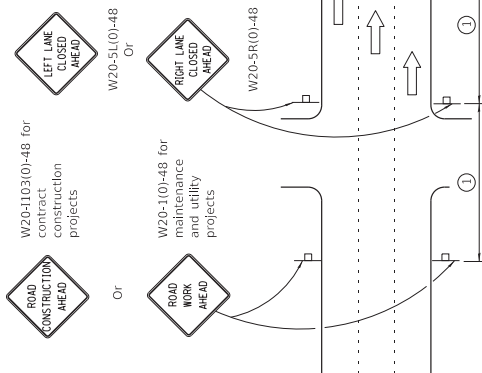 LEFT LANE
CLOSED
AHEAD
W20-5L(0)-48
Or
RIGHT LANE
CLOSED
AHEAD
W20-5R(0)-48
1
W20-I103(0)-48 for
contract
construction
projects
W20-1(0)-48 for
maintenance
and utility
projects
1
ROAD
CONSTRUCTION
AHEAD
Or
ROAD
WORK
AHEAD